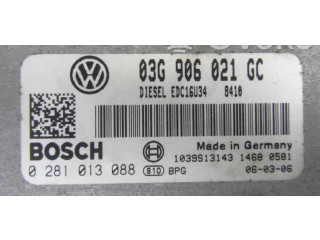 03G 906 021 GC
DIESEL EDC16U34 8410
Made in Germany
BOSCH
1039S13143 1468 0581
0 281 013 088 810 BPG 06-03-06